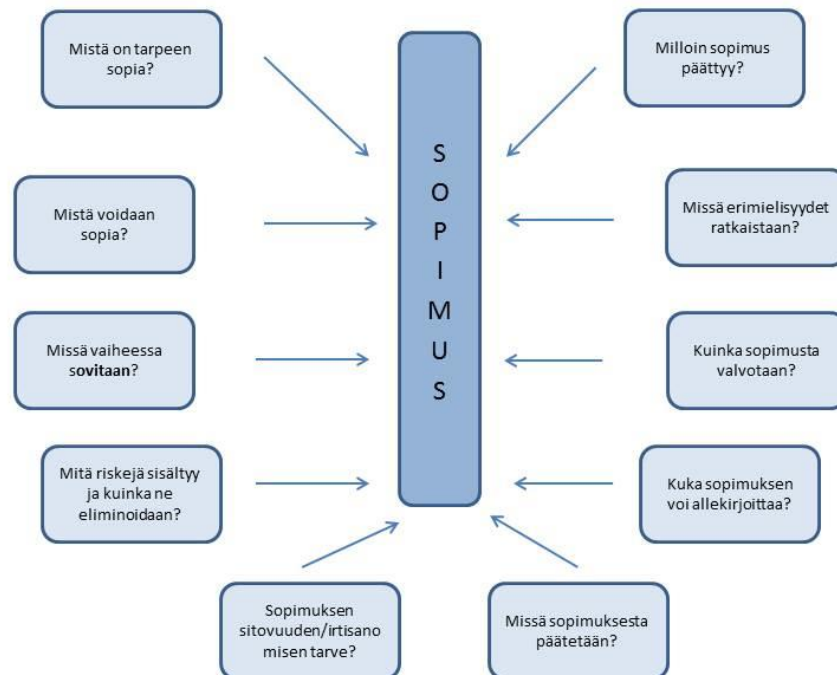 Mistä on tarpeen
sopia?
Milloin sopimus
päättyy?
S
O
P
I
M
U
S
Mistä voidaan
sopia?
Missä erimielisyydet
ratkaistaan?
Missä vaiheessa
sovitaan?
Kuinka sopimusta
valvotaan?
Mitä riskejä sisältyy
ja kuinka ne
eliminoidaan?
Kuka sopimuksen
voi allekirjoittaa?
Sopimuksen
sitovuuden/irtisano
misen tarve?
Missä sopimuksesta
päätetään?